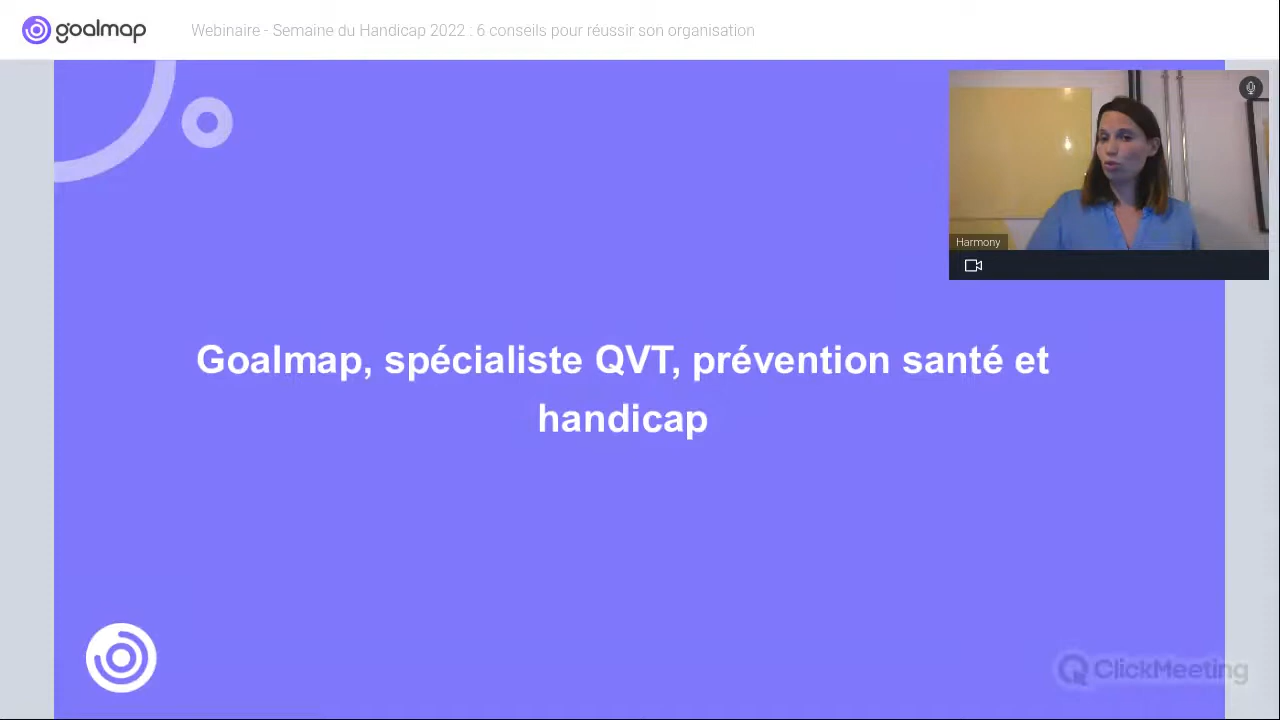 goalmap
Webinaire - Semaine du Handicap 2022 : 6 conseils pour réussir son organisation
Harmony
Goalmap, spécialiste QVT, prévention santé et
handicap
ClickMeeting